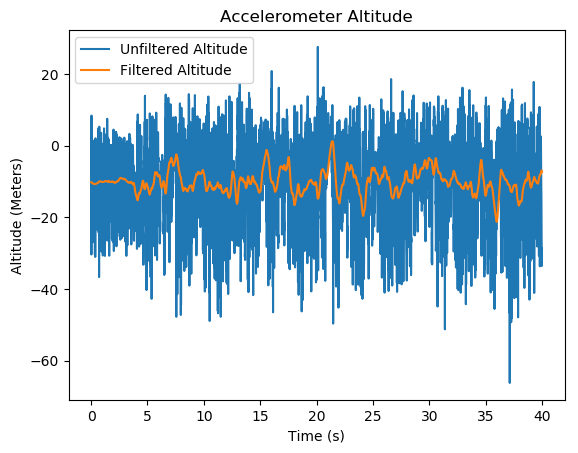 Accelerometer Altitude
Unfiltered Altitude
Filtered Altitude
Altitude (Meters)
20
0
−20
−40
−60
0 5 10 15 20 25 30 35 40
Time (s)